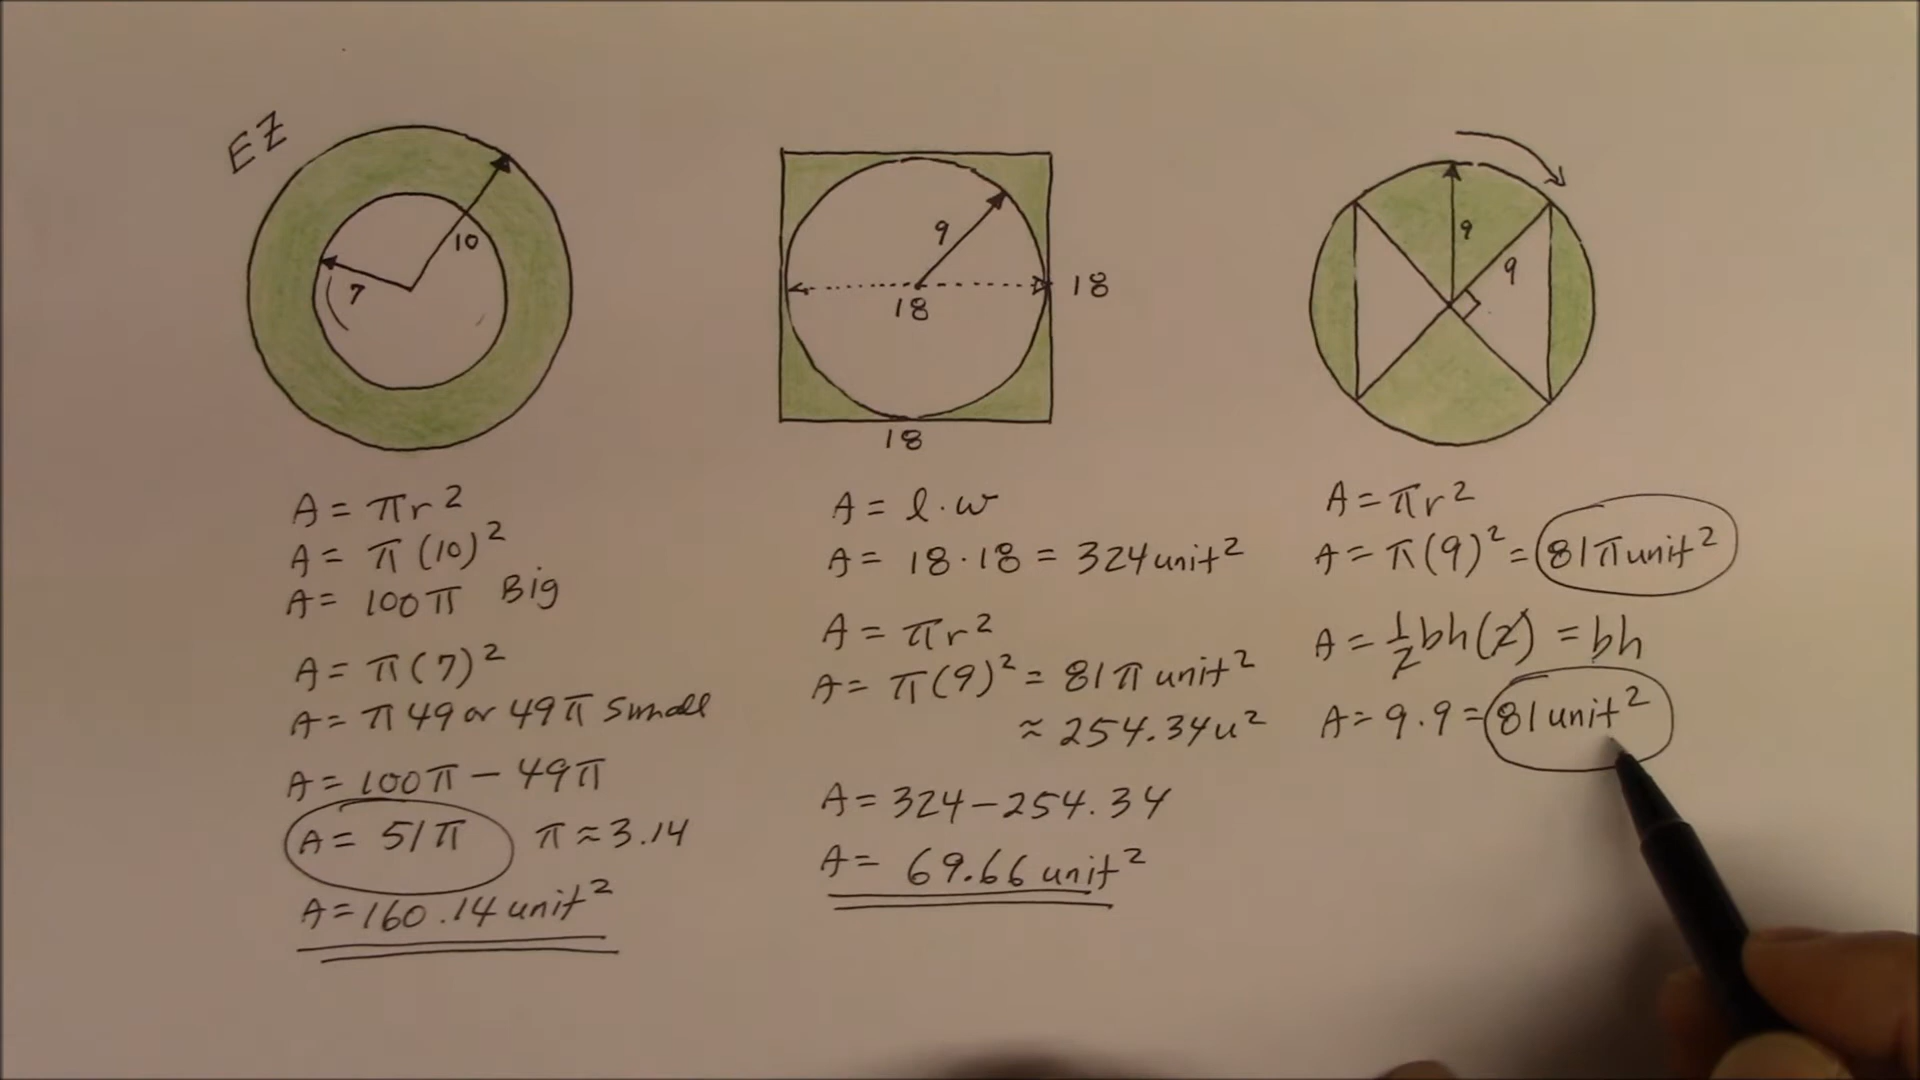 EZ
10
7
A = πr²
A = π(10)²
A = 100π Big
A = π(7)²
A = π49 or 49π Small
A = 100π - 49π
A = 51π π ≈ 3.14
A = 160.14 unit²
9
18
18
18
A = l·w
A = 18·18 = 324 unit²
A = πr²
A = π(9)² = 81π unit²
≈ 254.34u²
A = 324 - 254.34
A = 69.66 unit²
9
9
A = πr²
A = π(9)² = 81π unit²
A = 1/2 bh(2) = bh
A = 9·9 = 81 unit²